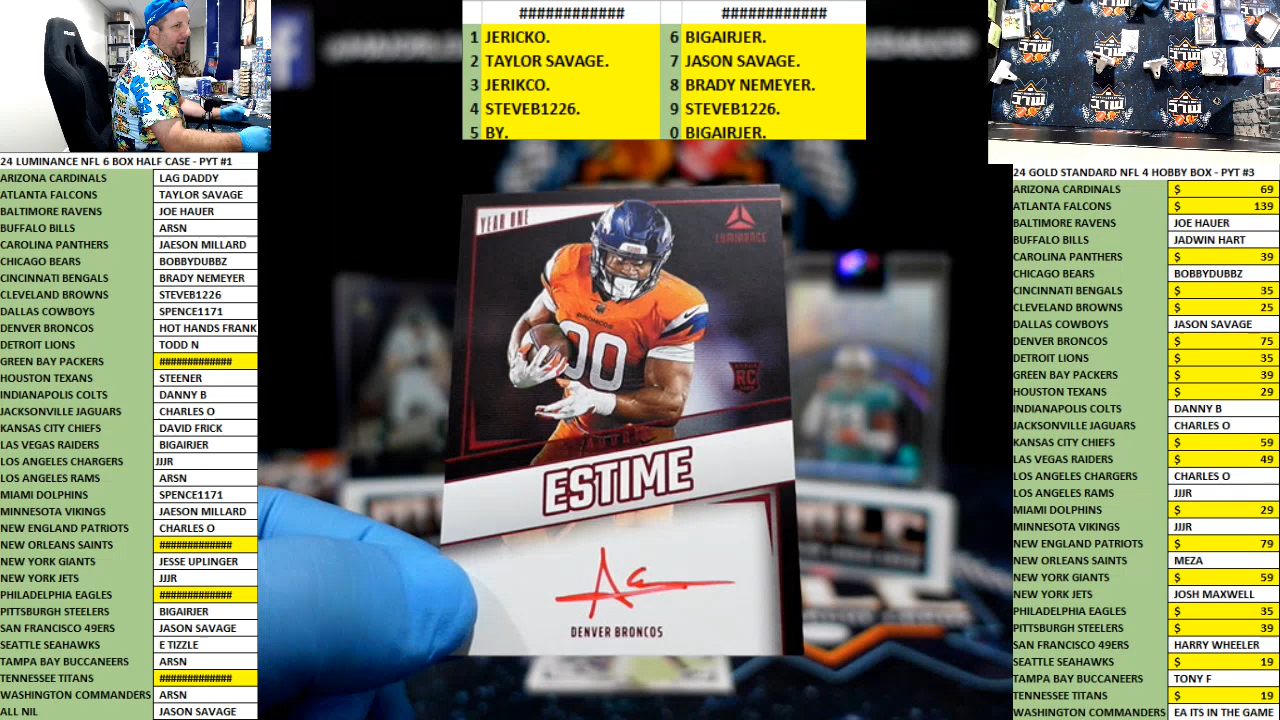 ############ ############
1 JERICKO. 6 BIGAIRJER.
2 TAYLOR SAVAGE. 7 JASON SAVAGE.
3 JERIKCO. 8 BRADY NEMEYER.
4 STEVEB1226. 9 STEVEB1226.
5 BY. 0 BIGAIRJER.
24 LUMINANCE NFL 6 BOX HALF CASE - PYT #1
ARIZONA CARDINALS LAG DADDY
ATLANTA FALCONS TAYLOR SAVAGE
BALTIMORE RAVENS JOE HAUER
BUFFALO BILLS ARSN
CAROLINA PANTHERS JAESON MILLARD
CHICAGO BEARS BOBBYDUBBZ
CINCINNATI BENGALS BRADY NEMEYER
CLEVELAND BROWNS STEVEB1226
DALLAS COWBOYS SPENCE1171
DENVER BRONCOS HOT HANDS FRANK
DETROIT LIONS TODD N
GREEN BAY PACKERS #############
HOUSTON TEXANS STEENER
INDIANAPOLIS COLTS DANNY B
JACKSONVILLE JAGUARS CHARLES O
KANSAS CITY CHIEFS DAVID FRICK
LAS VEGAS RAIDERS BIGAIRJER
LOS ANGELES CHARGERS JJJR
LOS ANGELES RAMS ARSN
MIAMI DOLPHINS SPENCE1171
MINNESOTA VIKINGS JAESON MILLARD
NEW ENGLAND PATRIOTS CHARLES O
NEW ORLEANS SAINTS #############
NEW YORK GIANTS JESSE UPLINGER
NEW YORK JETS JJJR
PHILADELPHIA EAGLES #############
PITTSBURGH STEELERS BIGAIRJER
SAN FRANCISCO 49ERS JASON SAVAGE
SEATTLE SEAHAWKS E TIZZLE
TAMPA BAY BUCCANEERS ARSN
TENNESSEE TITANS #############
WASHINGTON COMMANDERS ARSN
ALL NIL JASON SAVAGE
YEAR ONE
LUMINANCE
BRONCOS
00
RC
AUDRIC
ESTIME
DENVER BRONCOS
24 GOLD STANDARD NFL 4 HOBBY BOX - PYT #3
ARIZONA CARDINALS $ 69
ATLANTA FALCONS $ 139
BALTIMORE RAVENS JOE HAUER
BUFFALO BILLS JADWIN HART
CAROLINA PANTHERS $ 39
CHICAGO BEARS BOBBYDUBBZ
CINCINNATI BENGALS $ 35
CLEVELAND BROWNS $ 25
DALLAS COWBOYS JASON SAVAGE
DENVER BRONCOS $ 75
DETROIT LIONS $ 35
GREEN BAY PACKERS $ 39
HOUSTON TEXANS $ 29
INDIANAPOLIS COLTS DANNY B
JACKSONVILLE JAGUARS CHARLES O
KANSAS CITY CHIEFS $ 59
LAS VEGAS RAIDERS $ 49
LOS ANGELES CHARGERS CHARLES O
LOS ANGELES RAMS JJJR
MIAMI DOLPHINS $ 29
MINNESOTA VIKINGS JJJR
NEW ENGLAND PATRIOTS $ 79
NEW ORLEANS SAINTS MEZA
NEW YORK GIANTS $ 59
NEW YORK JETS JOSH MAXWELL
PHILADELPHIA EAGLES $ 35
PITTSBURGH STEELERS $ 39
SAN FRANCISCO 49ERS HARRY WHEELER
SEATTLE SEAHAWKS $ 19
TAMPA BAY BUCCANEERS TONY F
TENNESSEE TITANS $ 19
WASHINGTON COMMANDERS EA ITS IN THE GAME